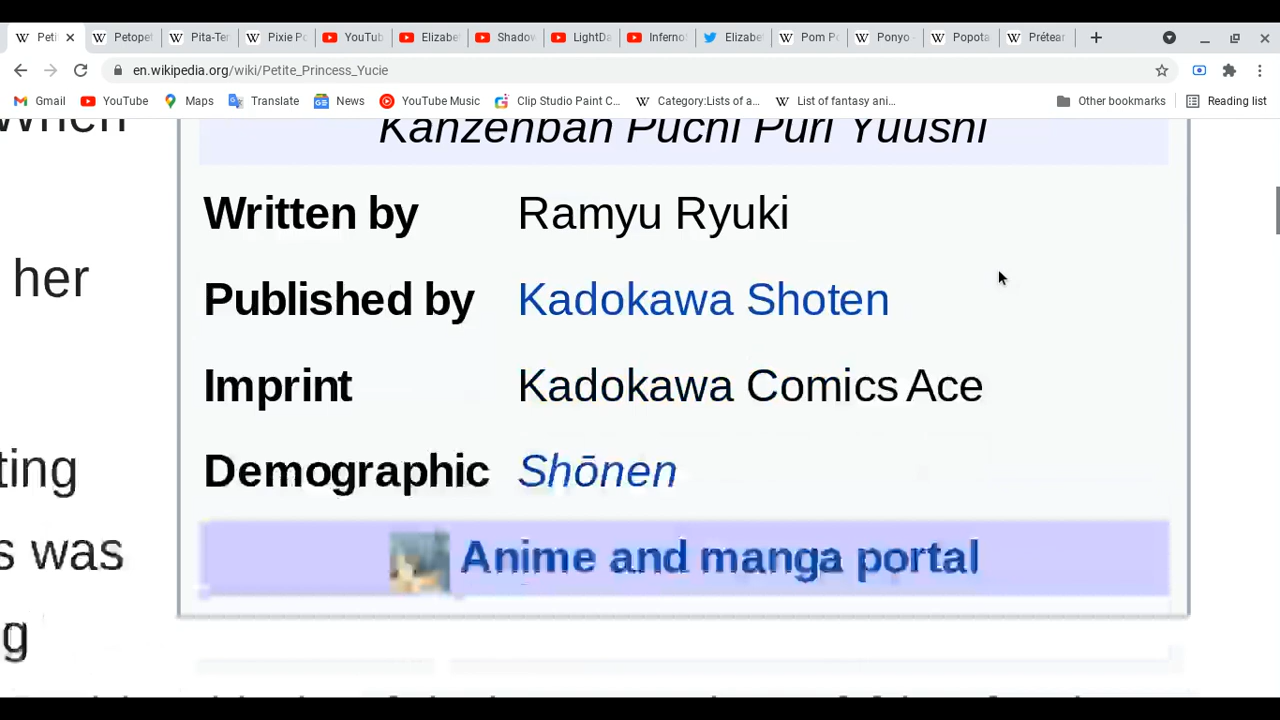 Peti
Petopet
Pita-Ter
Pixie Po
YouTub
Elizabe
Shadow
LightDa
Inferno
Elizabe
Pom P
Ponyo
Popota
Prétear
en.wikipedia.org/wiki/Petite_Princess_Yucie
Gmail YouTube Maps Translate News YouTube Music Clip Studio Paint C... Category:Lists of a... List of fantasy ani... Other bookmarks Reading list
when
Kanzenban Puchi Puri Yuushi
Written by Ramyu Ryuki
her
Published by Kadokawa Shoten
Imprint Kadokawa Comics Ace
ting
Demographic Shōnen
s was
Anime and manga portal
g